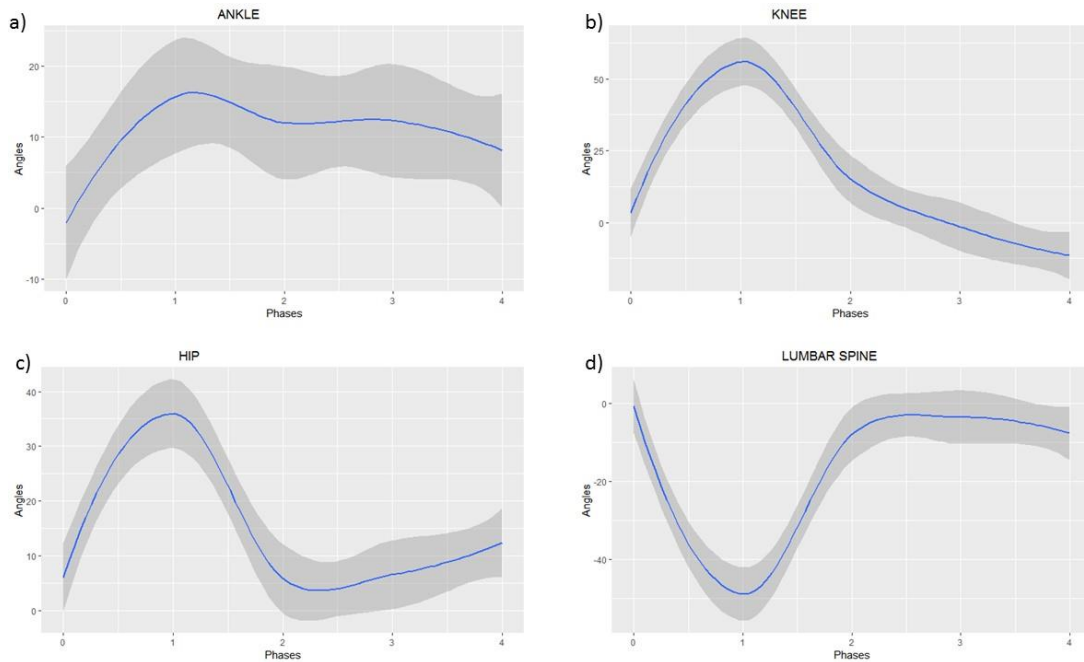 a)
ANKLE
Angles
20
10
0
-10
0 1 2 3 4
Phases
b)
KNEE
Angles
50
25
0
0 1 2 3 4
Phases
c)
HIP
Angles
40
30
20
10
0
0 1 2 3 4
Phases
d)
LUMBAR SPINE
Angles
0
-20
-40
0 1 2 3 4
Phases